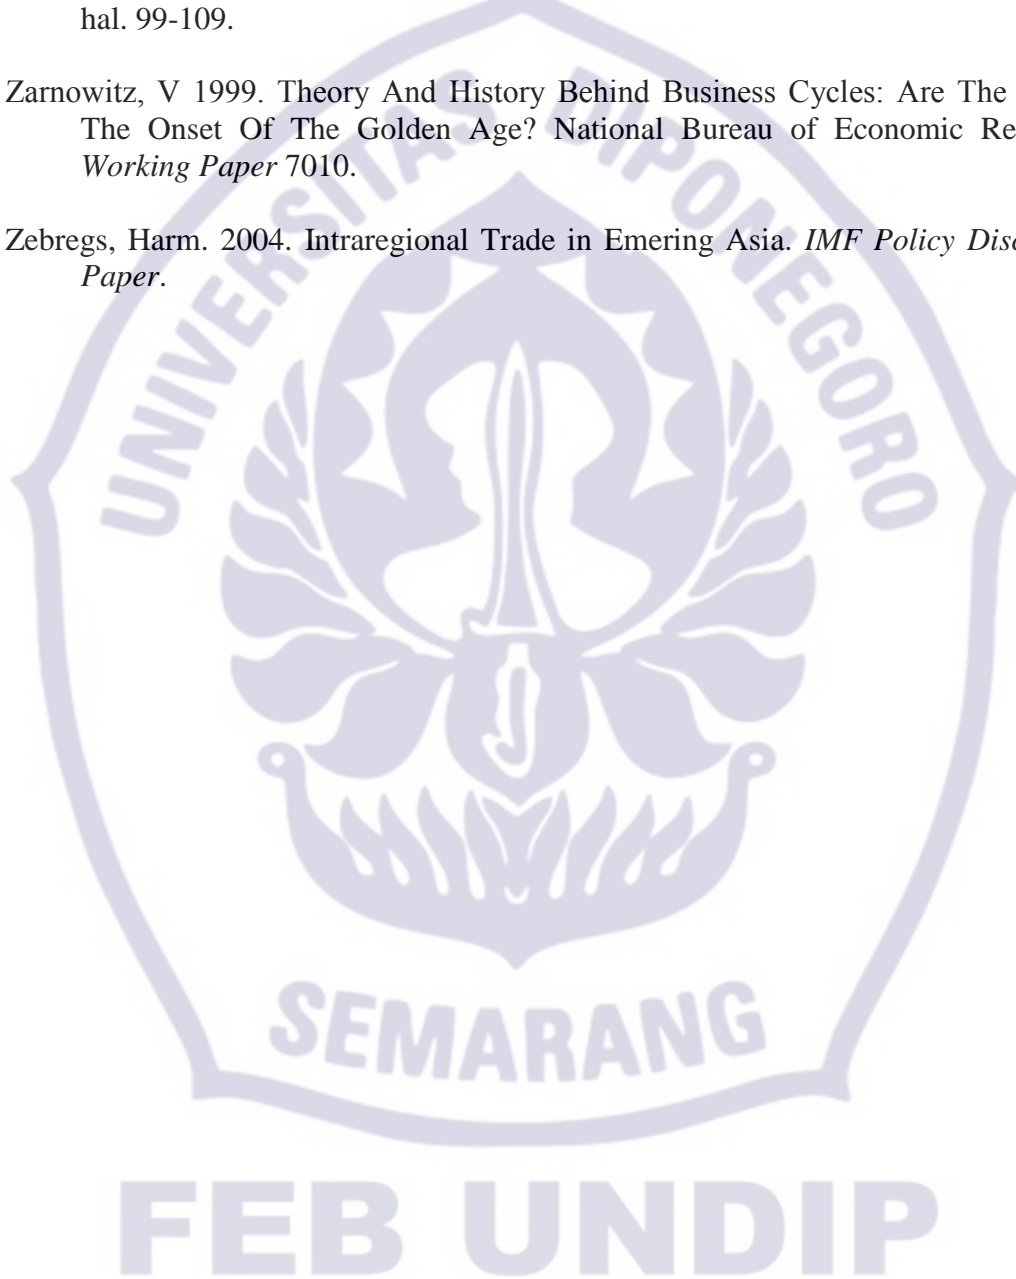 hal. 99-109.
Zarnowitz, V 1999. Theory And History Behind Business Cycles: Are The
The Onset Of The Golden Age? National Bureau of Economic Re
Working Paper 7010.
Zebregs, Harm. 2004. Intraregional Trade in Emering Asia. IMF Policy Disc
Paper.
UNIVERSITAS DIPONEGORO
SEMARANG
FEB UNDIP